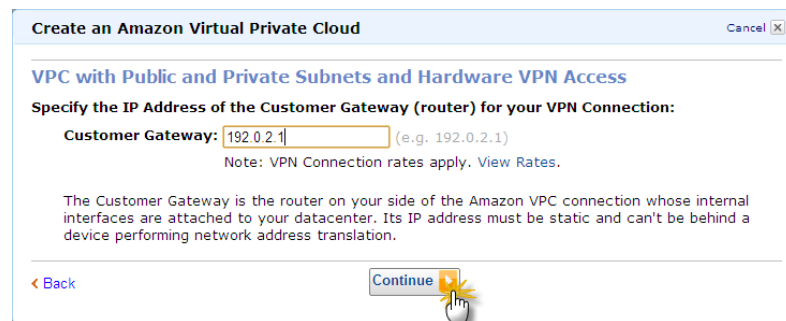 Create an Amazon Virtual Private Cloud
Cancel
VPC with Public and Private Subnets and Hardware VPN Access
Specify the IP Address of the Customer Gateway (router) for your VPN Connection:
Customer Gateway: 192.0.2.1 (e.g. 192.0.2.1)
Note: VPN Connection rates apply. View Rates.
The Customer Gateway is the router on your side of the Amazon VPC connection whose internal
interfaces are attached to your datacenter. Its IP address must be static and can't be behind a
device performing network address translation.
Back
Continue